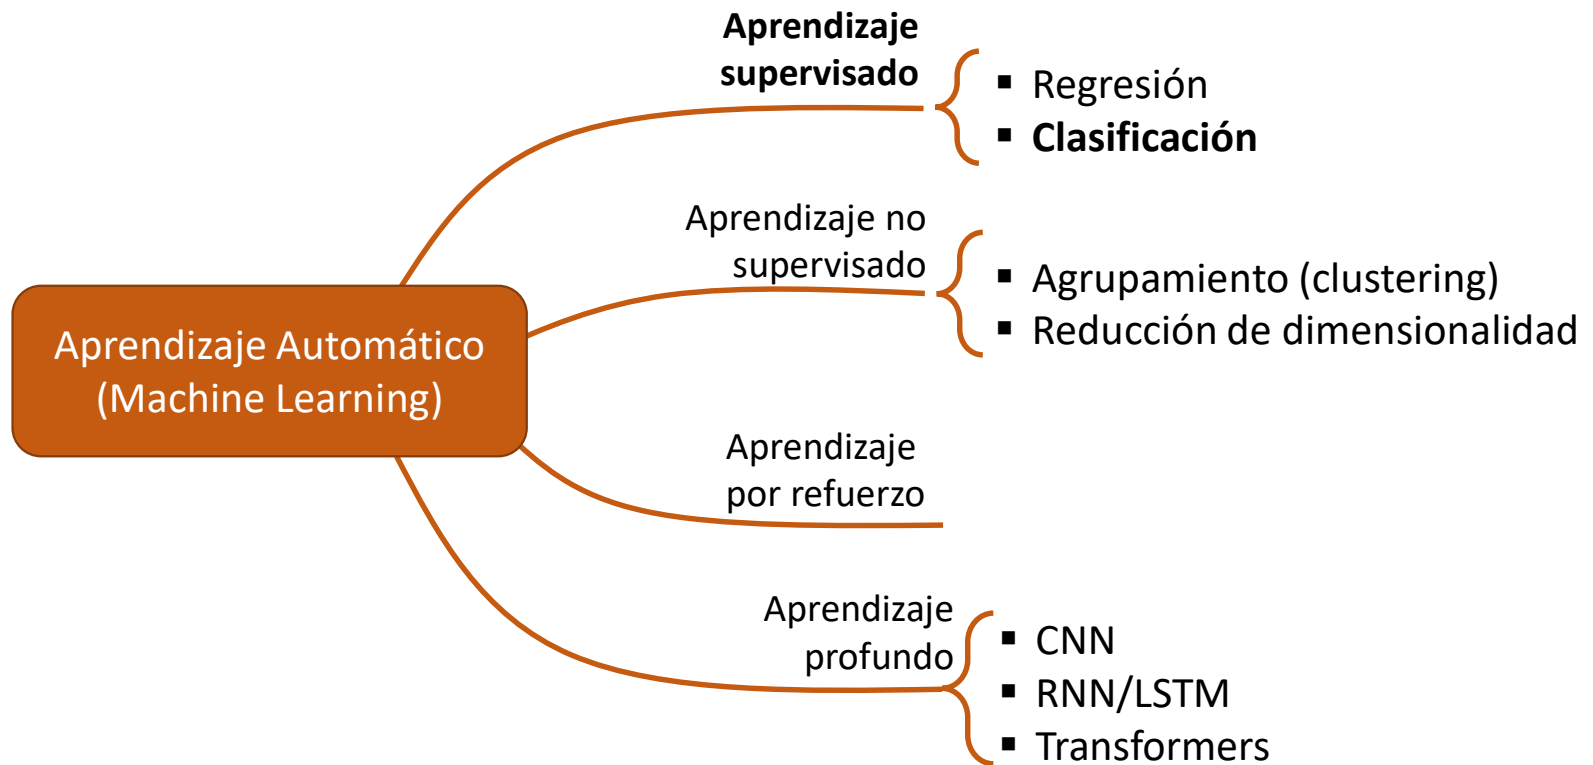 Aprendizaje Automático
(Machine Learning)
Aprendizaje
supervisado
▪ Regresión
▪ Clasificación
Aprendizaje no
supervisado
▪ Agrupamiento (clustering)
▪ Reducción de dimensionalidad
Aprendizaje
por refuerzo
Aprendizaje
profundo
▪ CNN
▪ RNN/LSTM
▪ Transformers